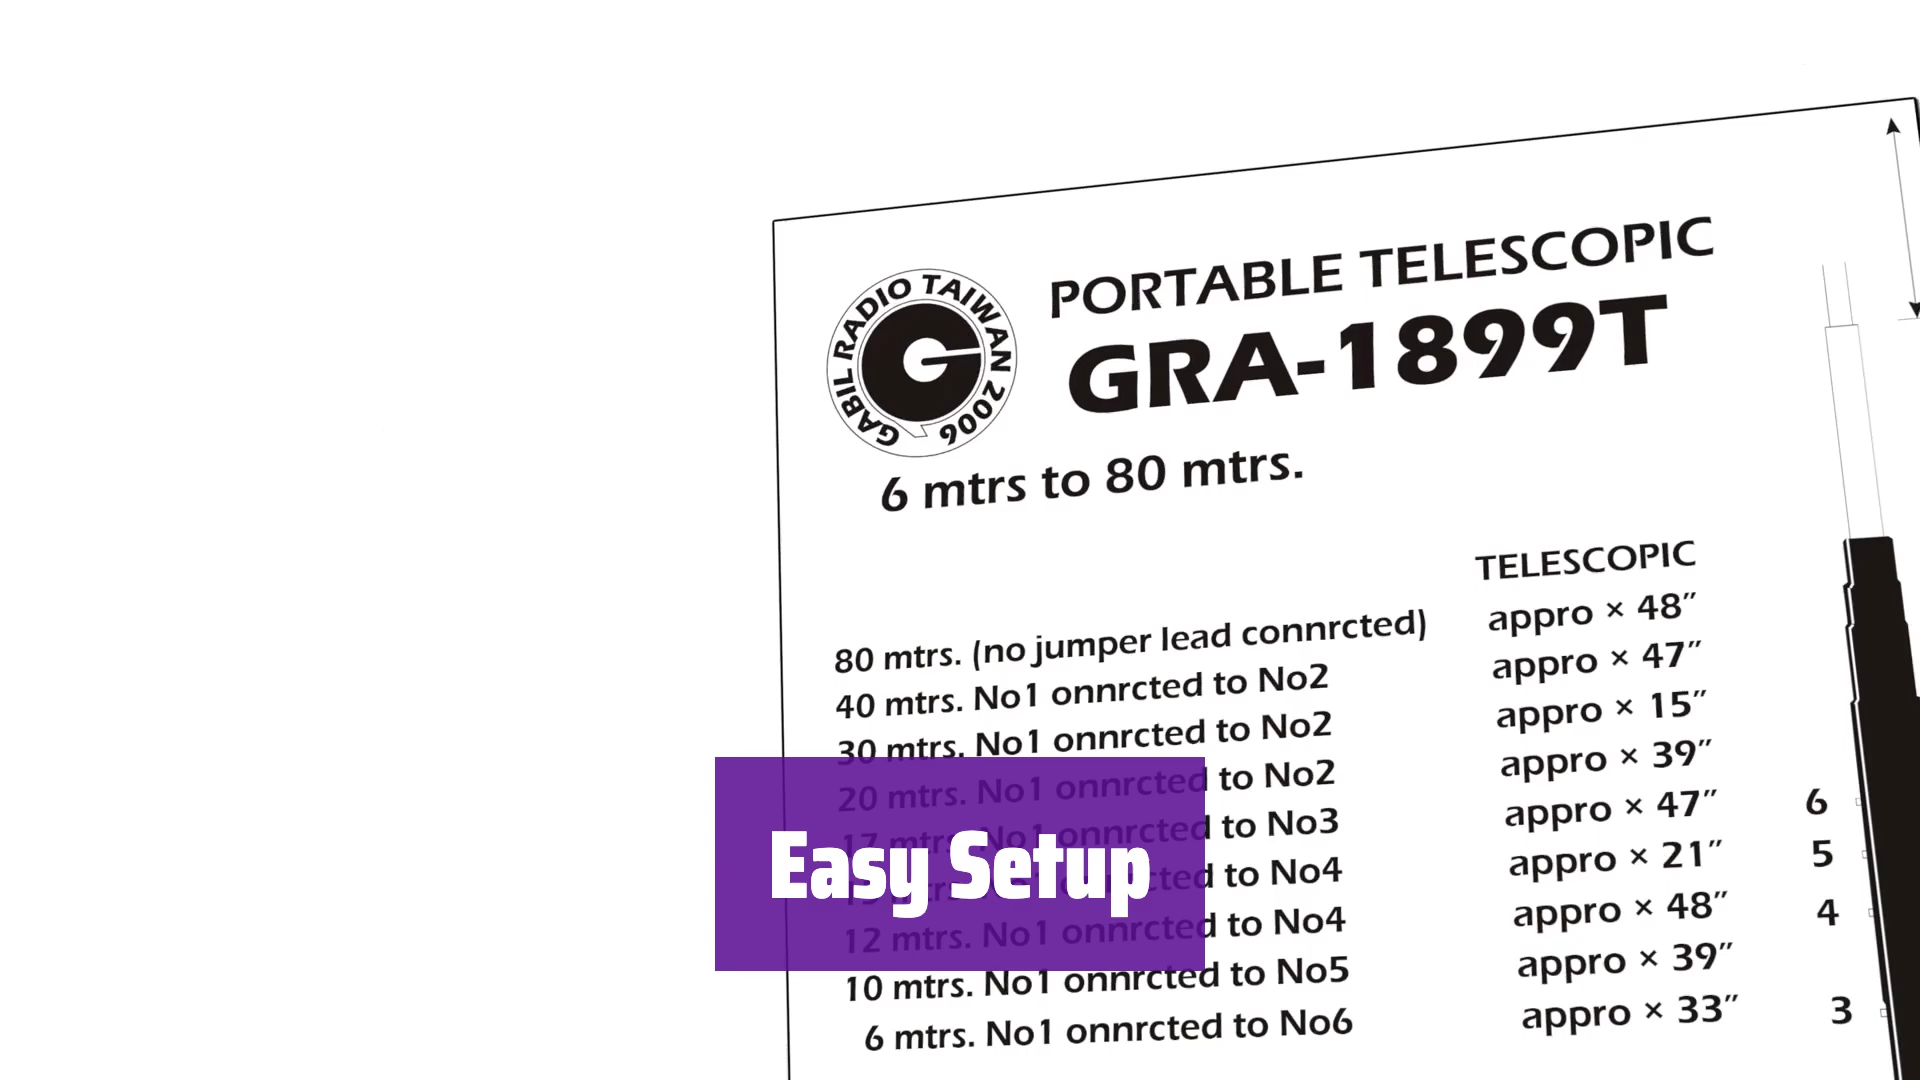 GABIL RADIO TAIWAN 2006
PORTABLE TELESCOPIC
GRA-1899T
6 mtrs to 80 mtrs.
TELESCOPIC
80 mtrs. (no jumper lead connrcted) appro × 48”
40 mtrs. No1 onnrcted to No2 appro × 47”
30 mtrs. No1 onnrcted to No2 appro × 15”
20 mtrs. No1 onnrcted to No2 appro × 39”
17 mtrs. No1 onnrcted to No3 appro × 47” 6
to No4 appro × 21” 5
12 mtrs. No1 onnrcted to No4 appro × 48” 4
10 mtrs. No1 onnrcted to No5 appro × 39”
6 mtrs. No1 onnrcted to No6 appro × 33” 3
Easy Setup